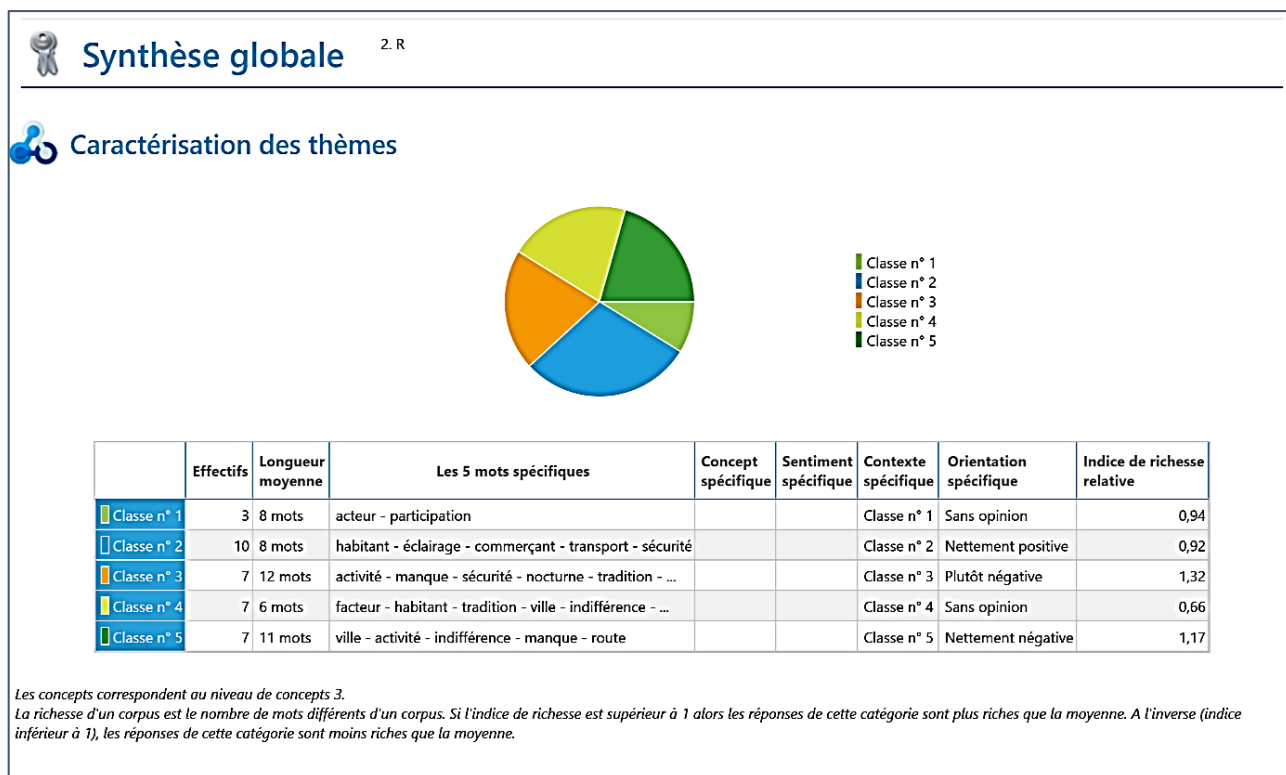 Synthèse globale 2. R
Caractérisation des thèmes
Classe n° 1
Classe n° 2
Classe n° 3
Classe n° 4
Classe n° 5
Effectifs Longueur moyenne Les 5 mots spécifiques Concept spécifique Sentiment spécifique Contexte spécifique Orientation spécifique Indice de richesse relative
Classe n° 1 3 8 mots acteur - participation Classe n° 1 Sans opinion 0,94
Classe n° 2 10 8 mots habitant - éclairage - commerçant - transport - sécurité Classe n° 2 Nettement positive 0,92
Classe n° 3 7 12 mots activité - manque - sécurité - nocturne - tradition - ... Classe n° 3 Plutôt négative 1,32
Classe n° 4 7 6 mots facteur - habitant - tradition - ville - indifférence - ... Classe n° 4 Sans opinion 0,66
Classe n° 5 7 11 mots ville - activité - indifférence - manque - route Classe n° 5 Nettement négative 1,17
Les concepts correspondent au niveau de concepts 3.
La richesse d'un corpus est le nombre de mots différents d'un corpus. Si l'indice de richesse est supérieur à 1 alors les réponses de cette catégorie sont plus riches que la moyenne. A l'inverse (indice
inférieur à 1), les réponses de cette catégorie sont moins riches que la moyenne.